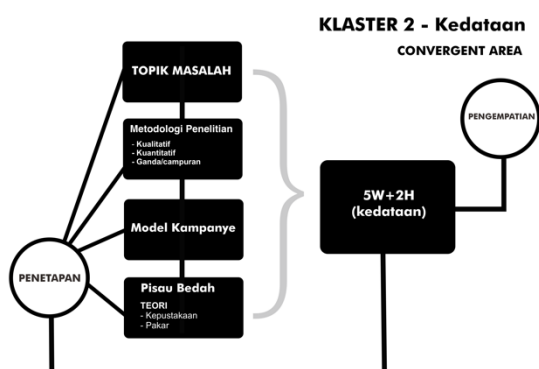 KLASTER 2 - Kedataan
CONVERGENT AREA
TOPIK MASALAH
Metodologi Penelitian
- Kualitatif
- Kuantitatif
- Ganda/campuran
Model Kampanye
Pisau Bedah
TEORI
- Kepustakaan
- Pakar
PENETAPAN
5W+2H
(kedataan)
PENGEMPATIAN